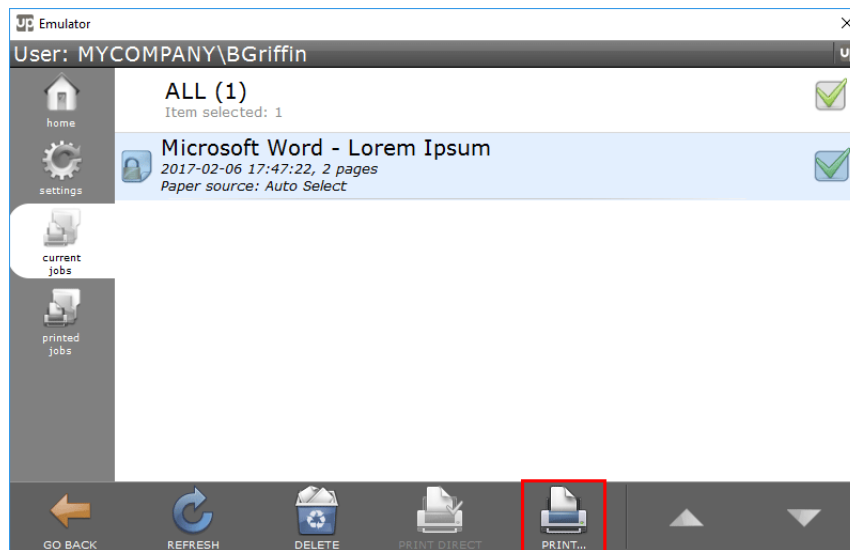 UP Emulator
User: MYCOMPANY\BGriffin
home
settings
current
jobs
printed
jobs
ALL (1)
Item selected: 1
Microsoft Word - Lorem Ipsum
2017-02-06 17:47:22, 2 pages
Paper source: Auto Select
GO BACK
REFRESH
DELETE
PRINT DIRECT
PRINT...